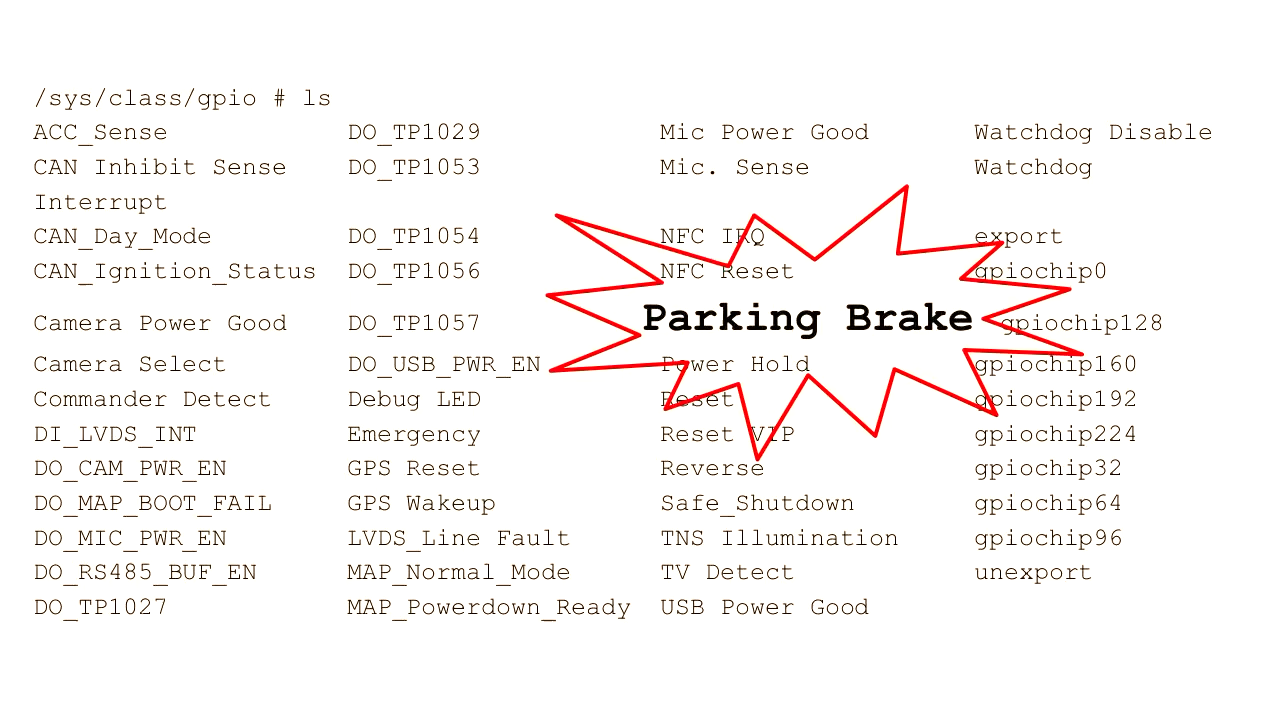 /sys/class/gpio # ls
ACC_Sense DO_TP1029 Mic Power Good Watchdog Disable
CAN Inhibit Sense DO_TP1053 Mic. Sense Watchdog
Interrupt
CAN_Day_Mode DO_TP1054 NFC IRQ export
CAN_Ignition_Status DO_TP1056 NFC Reset gpiochip0
Camera Power Good DO_TP1057 Parking Brake gpiochip128
Camera Select DO_USB_PWR_EN Power Hold gpiochip160
Commander Detect Debug LED Reset gpiochip192
DI_LVDS_INT Emergency Reset VIP gpiochip224
DO_CAM_PWR_EN GPS Reset Reverse gpiochip32
DO_MAP_BOOT_FAIL GPS Wakeup Safe_Shutdown gpiochip64
DO_MIC_PWR_EN LVDS_Line Fault TNS Illumination gpiochip96
DO_RS485_BUF_EN MAP_Normal_Mode TV Detect unexport
DO_TP1027 MAP_Powerdown_Ready USB Power Good